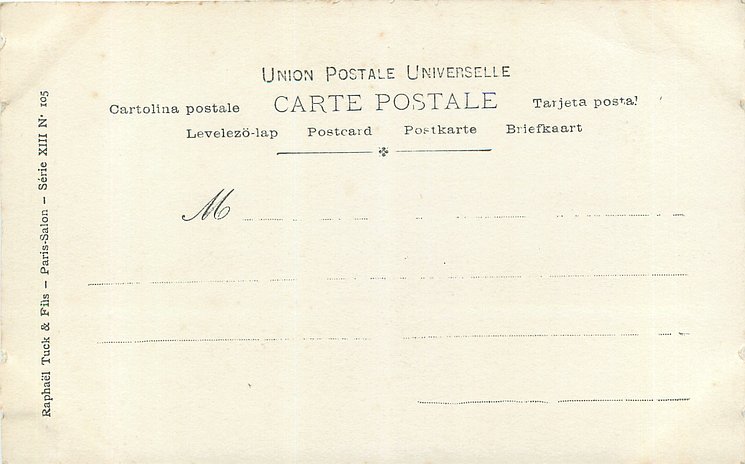 UNION POSTALE UNIVERSELLE
Cartolina postale CARTE POSTALE Tarjeta postal
Levelezö-lap Postcard Postkarte Briefkaart
M
Raphaël Tuck & Fils — Paris-Salon — Série XIII Nº 105